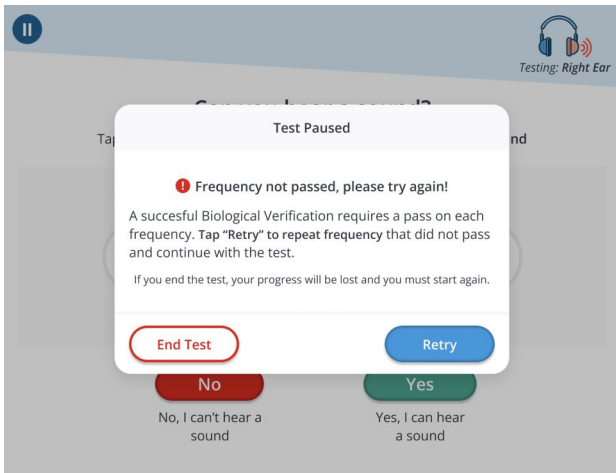 Testing: Right Ear
Test Paused
Frequency not passed, please try again!
A succesful Biological Verification requires a pass on each
frequency. Tap “Retry” to repeat frequency that did not pass
and continue with the test.
If you end the test, your progress will be lost and you must start again.
End Test
Retry
No
Yes
No, I can't hear a
sound
Yes, I can hear
a sound